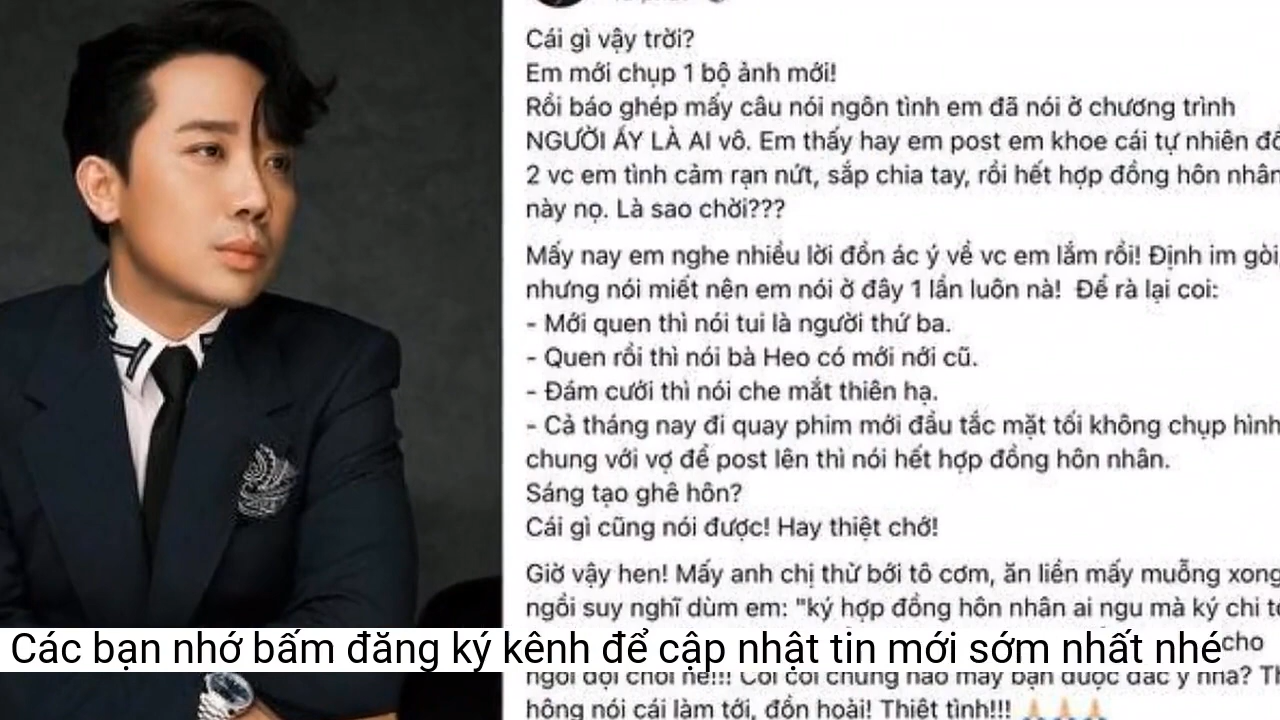 Cái gì vậy trời?
Em mới chụp 1 bộ ảnh mới!
Rồi báo ghép mấy câu nói ngôn tình em đã nói ở chương trình
NGƯỜI ẤY LÀ AI vô. Em thấy hay em post em khoe cái tự nhiên
2 vc em tình cảm rạn nứt, sắp chia tay, rồi hết hợp đồng hôn nhân
này nọ. Là sao chời???
Mấy nay em nghe nhiều lời đồn ác ý về vc em lắm rồi! Định im gòi,
nhưng nói miết nên em nói ở đây 1 lần luôn nà! Để rà lại coi:
- Mới quen thì nói tui là người thứ ba.
- Quen rồi thì nói bà Heo có mới nới cũ.
- Đám cưới thì nói che mắt thiên hạ.
- Cả tháng nay đi quay phim mới đầu tắc mặt tối không chụp hình
chung với vợ để post lên thì nói hết hợp đồng hôn nhân.
Sáng tạo ghê hôn?
Cái gì cũng nói được! Hay thiệt chớ!
Giờ vậy hen! Mấy anh chị thử bới tô cơm, ăn liền mấy muỗng xong
ngồi suy nghĩ dùm em: "ký hợp đồng hôn nhân ai ngu mà ký chi
cho
Các bạn nhớ bấm đăng ký kênh để cập nhật tin mới sớm nhất nhé
hông nói cái làm tới, đồn hoài! Thiệt tình!!!